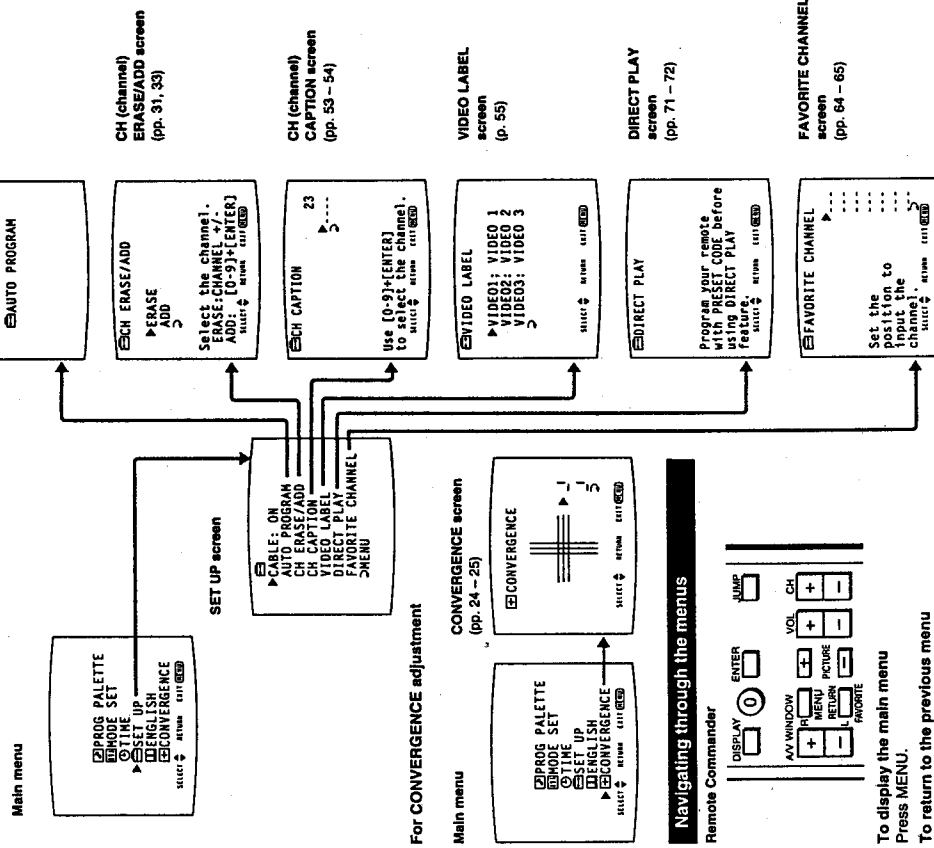 Main menu
PROG PALETTE
MODE SET
TIME
SET UP
ENGLISH
CONVERGENCE
SELECT RETURN EXIT MENU
SET UP screen
CABLE: ON
AUTO PROGRAM
CH ERASE/ADD
CH CAPTION
VIDEO LABEL
DIRECT PLAY
FAVORITE CHANNEL
MENU
AUTO PROGRAM
CH ERASE/ADD
ERASE
ADD
Select the channel.
ERASE:CHANNEL +/-
ADD: [0-9]+[ENTER]
SELECT RETURN EXIT MENU
CH (channel)
ERASE/ADD screen
(pp. 31, 33)
CH CAPTION
23
----
Use [0-9]+[ENTER]
to select the channel.
SELECT RETURN EXIT MENU
CH (channel)
CAPTION screen
(pp. 53 – 54)
VIDEO LABEL
VIDEO1: VIDEO 1
VIDEO2: VIDEO 2
VIDEO3: VIDEO 3
SELECT RETURN EXIT MENU
VIDEO LABEL
screen
(p. 55)
DIRECT PLAY
Program your remote
with PRESET CODE before
using DIRECT PLAY
feature.
SELECT RETURN EXIT MENU
DIRECT PLAY
screen
(pp. 71 – 72)
FAVORITE CHANNEL
Set the
position to
input the
channel.
SELECT RETURN EXIT MENU
FAVORITE CHANNEL
screen
(pp. 64 – 65)
For CONVERGENCE adjustment
Main menu
PROG PALETTE
MODE SET
TIME
SET UP
ENGLISH
CONVERGENCE
SELECT RETURN EXIT MENU
CONVERGENCE screen
(pp. 24 – 25)
CONVERGENCE
SELECT RETURN EXIT MENU
Navigating through the menus
Remote Commander
DISPLAY 0 ENTER JUMP
A/V WINDOW R MENU VOL CH
+ + + +
RETURN PICTURE
- L - - -
FAVORITE
To display the main menu
Press MENU.
To return to the previous menu